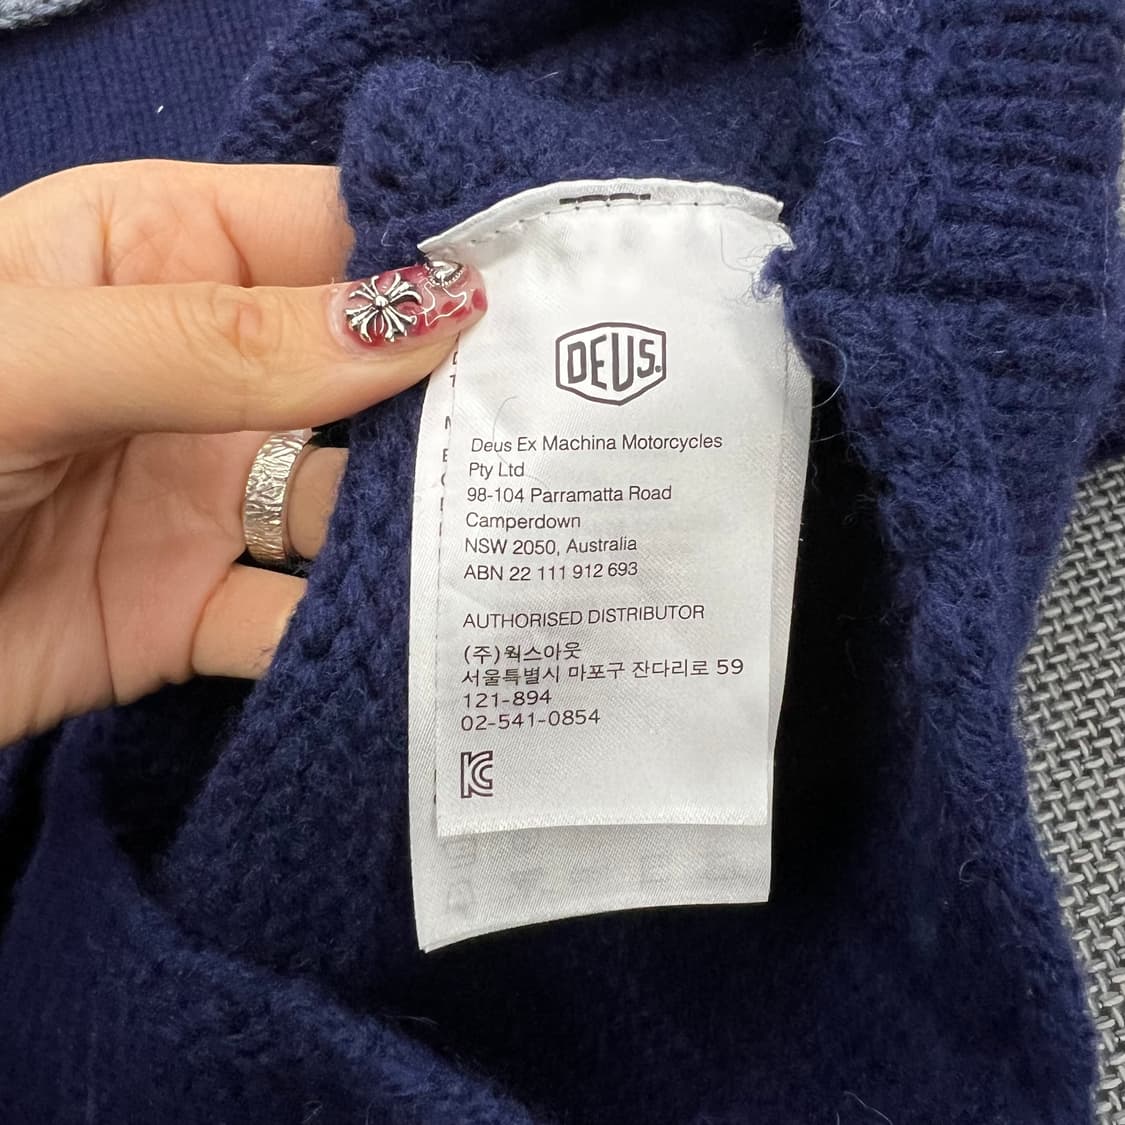 DEUS.
Deus Ex Machina Motorcycles
Pty Ltd
98-104 Parramatta Road
Camperdown
NSW 2050, Australia
ABN 22 111 912 693
AUTHORISED DISTRIBUTOR
(주)웍스아웃
서울특별시 마포구 잔다리로 59
121-894
02-541-0854